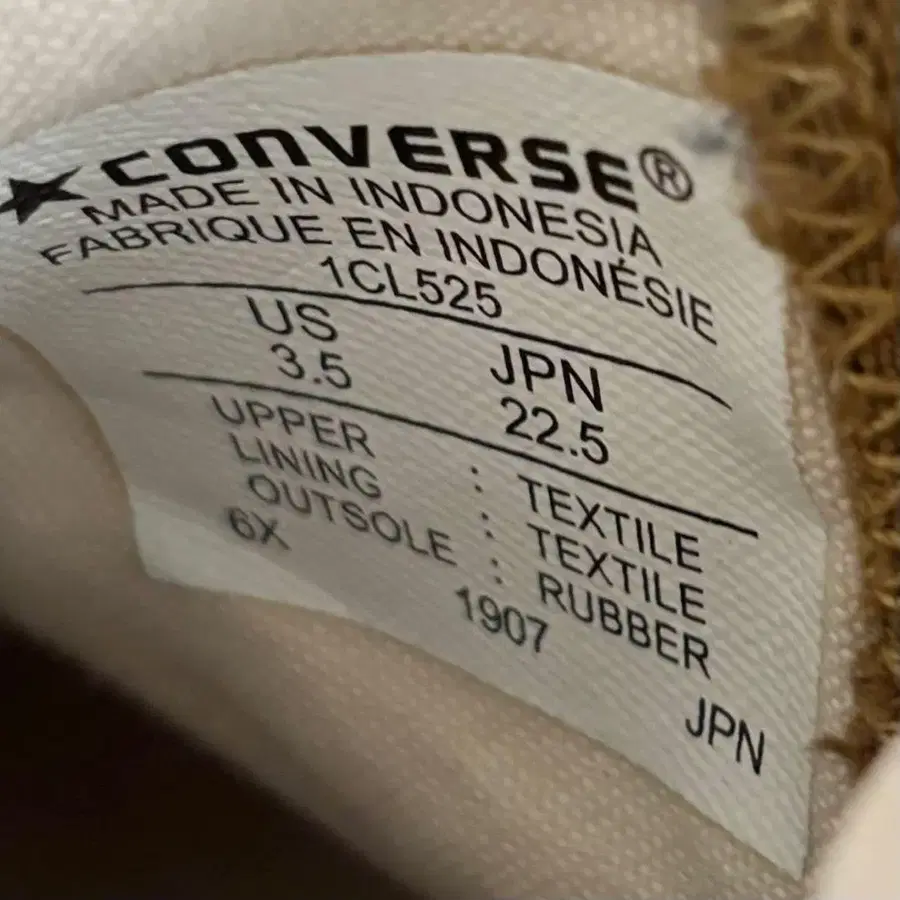 CONVERSE®
MADE IN INDONESIA
FABRIQUE EN INDONÉSIE
1CL525
US JPN
3.5 22.5
UPPER : TEXTILE
LINING : TEXTILE
OUTSOLE : RUBBER
6X 1907
JPN